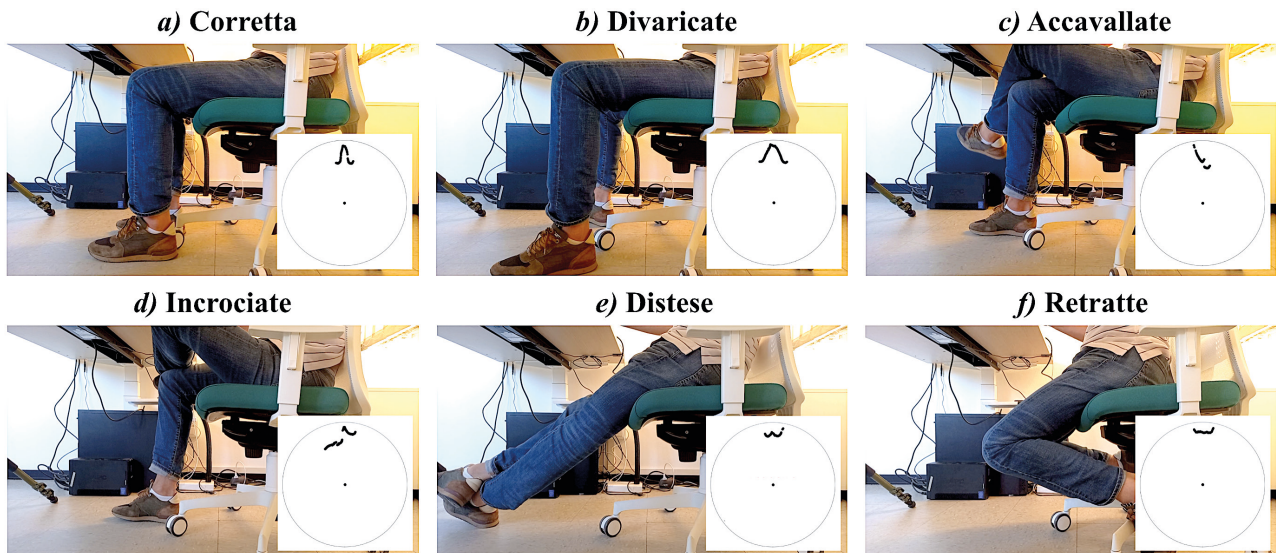 a) Corretta
b) Divaricate
c) Accavallate
d) Incrociate
e) Distese
f) Retratte